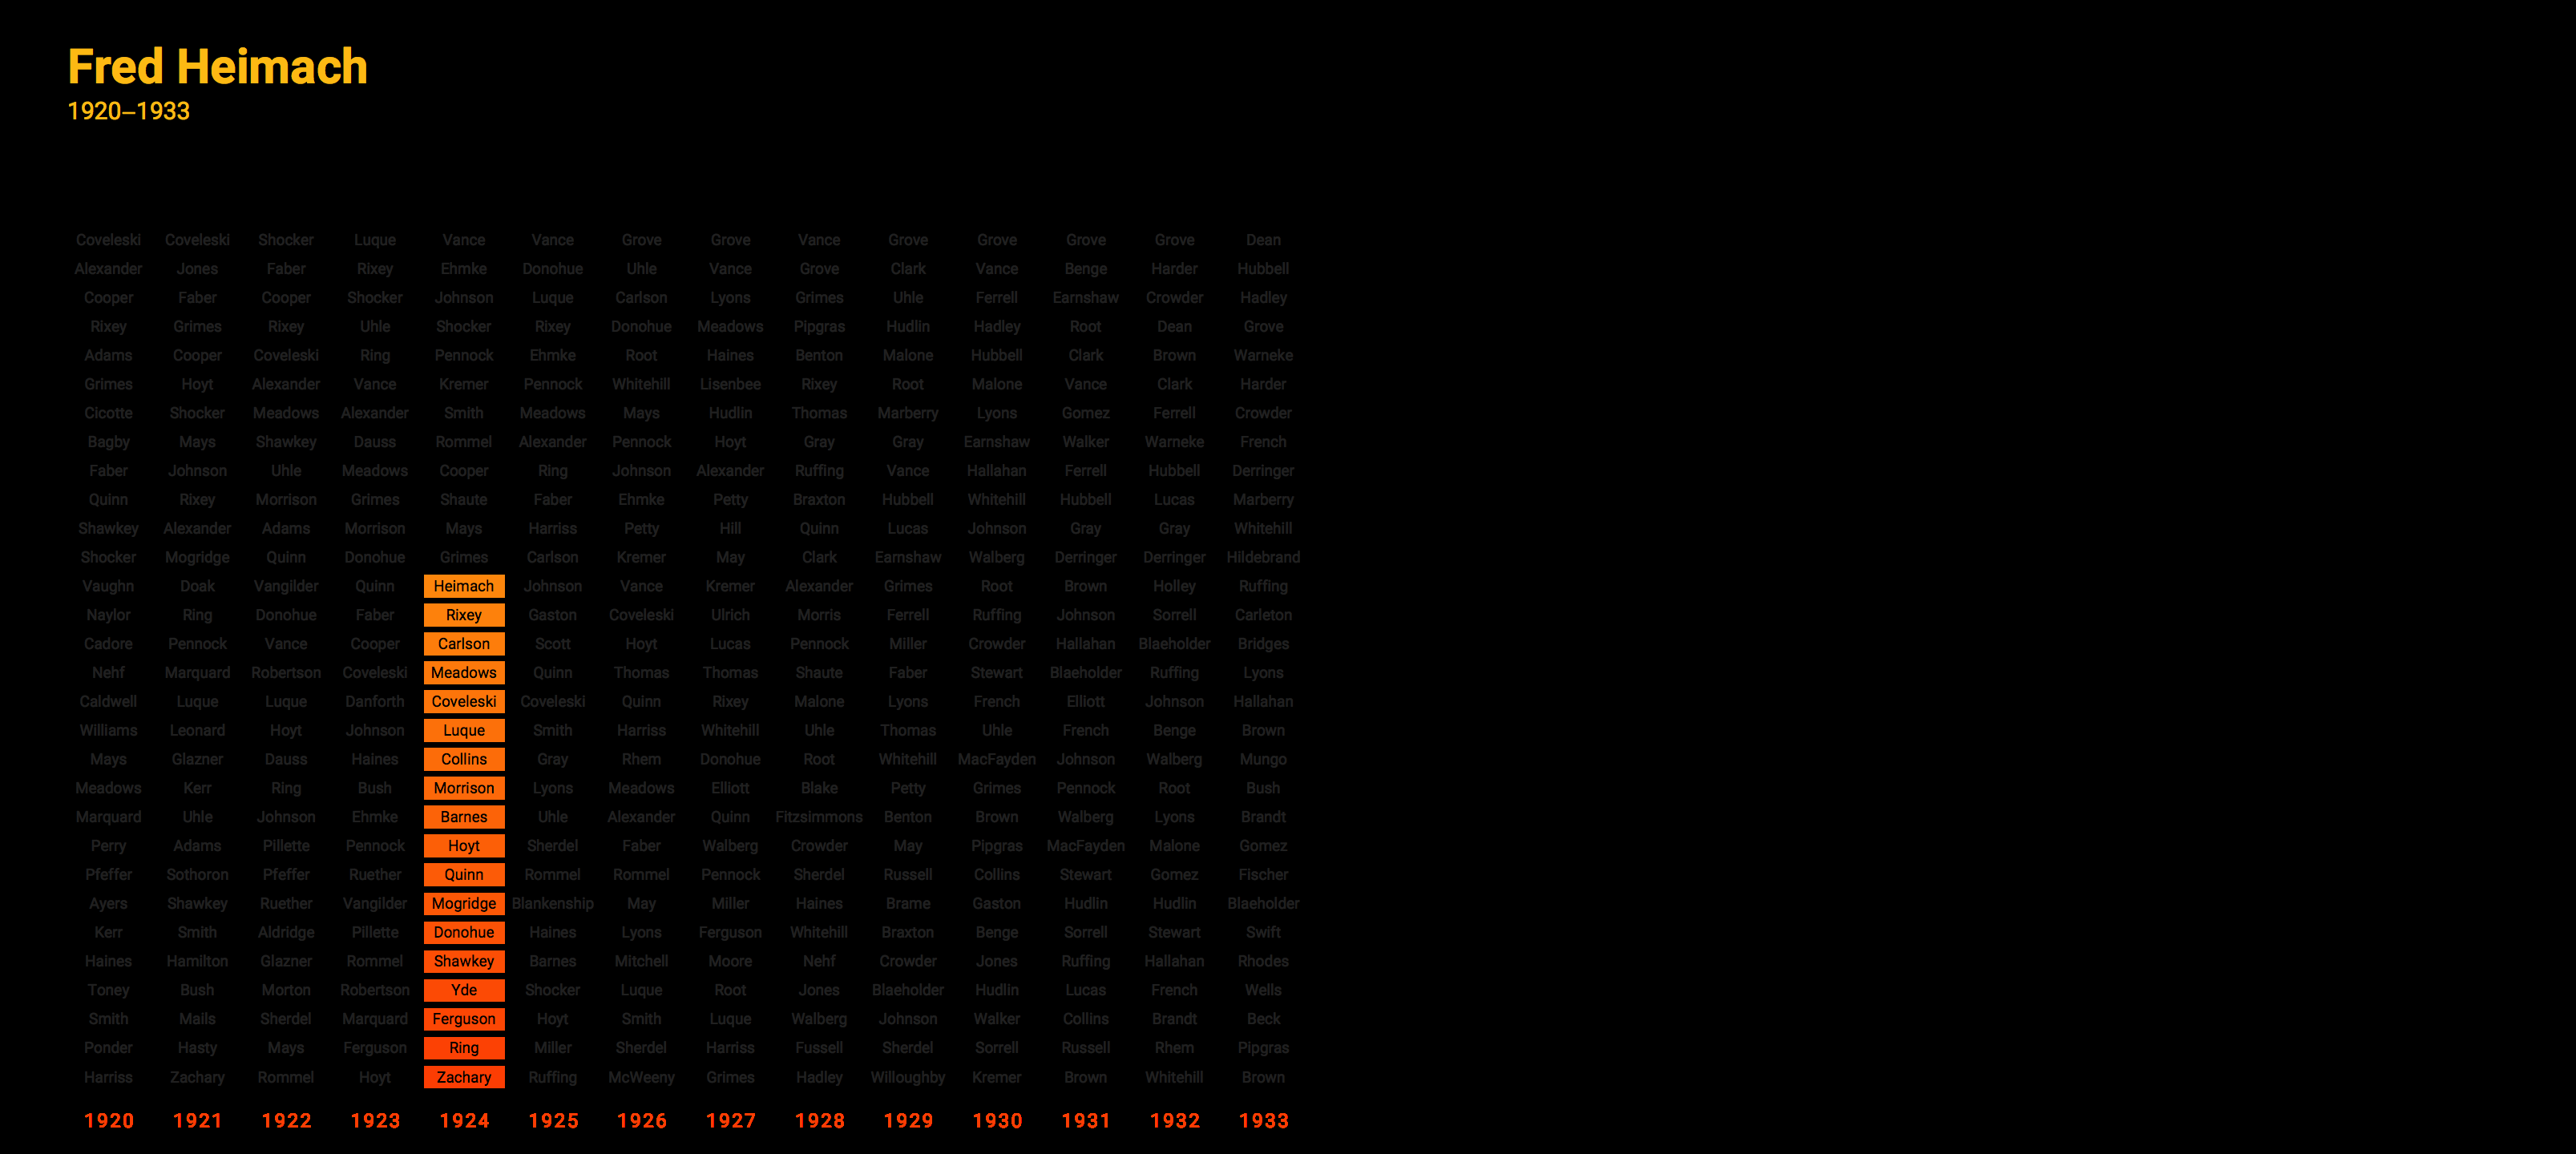 Fred Heimach
1920–1933
Coveleski Coveleski Shocker Luque Vance Vance Grove Grove Vance Grove Grove Grove Grove Dean
Alexander Jones Faber Rixey Ehmke Donohue Uhle Vance Grove Clark Vance Benge Harder Hubbell
Cooper Faber Cooper Shocker Johnson Luque Carlson Lyons Grimes Uhle Ferrell Earnshaw Crowder Hadley
Rixey Grimes Rixey Uhle Shocker Rixey Donohue Meadows Pipgras Hudlin Hadley Root Dean Grove
Adams Cooper Coveleski Ring Pennock Ehmke Root Haines Benton Malone Hubbell Clark Brown Warneke
Grimes Hoyt Alexander Vance Kremer Pennock Whitehill Lisenbee Rixey Root Malone Vance Clark Harder
Cicotte Shocker Meadows Alexander Smith Meadows Mays Hudlin Thomas Marberry Lyons Gomez Ferrell Crowder
Bagby Mays Shawkey Dauss Rommel Alexander Pennock Hoyt Gray Gray Earnshaw Walker Warneke French
Faber Johnson Uhle Meadows Cooper Ring Johnson Alexander Ruffing Vance Hallahan Ferrell Hubbell Derringer
Quinn Rixey Morrison Grimes Shaute Faber Ehmke Petty Braxton Hubbell Whitehill Hubbell Lucas Marberry
Shawkey Alexander Adams Morrison Mays Harriss Petty Hill Quinn Lucas Johnson Gray Gray Whitehill
Shocker Mogridge Quinn Donohue Grimes Carlson Kremer May Clark Earnshaw Walberg Derringer Derringer Hildebrand
Vaughn Doak Vangilder Quinn Heimach Johnson Vance Kremer Alexander Grimes Root Brown Holley Ruffing
Naylor Ring Donohue Faber Rixey Gaston Coveleski Ulrich Morris Ferrell Ruffing Johnson Sorrell Carleton
Cadore Pennock Vance Cooper Carlson Scott Hoyt Lucas Pennock Miller Crowder Hallahan Blaeholder Bridges
Nehf Marquard Robertson Coveleski Meadows Quinn Thomas Thomas Shaute Faber Stewart Blaeholder Ruffing Lyons
Caldwell Luque Luque Danforth Coveleski Coveleski Quinn Rixey Malone Lyons French Elliott Johnson Hallahan
Williams Leonard Hoyt Johnson Luque Smith Harriss Whitehill Uhle Thomas Uhle French Benge Brown
Mays Glazner Dauss Haines Collins Gray Rhem Donohue Root Whitehill MacFayden Johnson Walberg Mungo
Meadows Kerr Ring Bush Morrison Lyons Meadows Elliott Blake Petty Grimes Pennock Root Bush
Marquard Uhle Johnson Ehmke Barnes Uhle Alexander Quinn Fitzsimmons Benton Brown Walberg Lyons Brandt
Perry Adams Pillette Pennock Hoyt Sherdel Faber Walberg Crowder May Pipgras MacFayden Malone Gomez
Pfeffer Sothoron Pfeffer Ruether Quinn Rommel Rommel Pennock Sherdel Russell Collins Stewart Gomez Fischer
Ayers Shawkey Ruether Vangilder Mogridge Blankenship May Miller Haines Brame Gaston Hudlin Hudlin Blaeholder
Kerr Smith Aldridge Pillette Donohue Haines Lyons Ferguson Whitehill Braxton Benge Sorrell Stewart Swift
Haines Hamilton Glazner Rommel Shawkey Barnes Mitchell Moore Nehf Crowder Jones Ruffing Hallahan Rhodes
Toney Bush Morton Robertson Yde Shocker Luque Root Jones Blaeholder Hudlin Lucas French Wells
Smith Mails Sherdel Marquard Ferguson Hoyt Smith Luque Walberg Johnson Walker Collins Brandt Beck
Ponder Hasty Mays Ferguson Ring Miller Sherdel Harriss Fussell Sherdel Sorrell Russell Rhem Pipgras
Harriss Zachary Rommel Hoyt Zachary Ruffing McWeeny Grimes Hadley Willoughby Kremer Brown Whitehill Brown
1920 1921 1922 1923 1924 1925 1926 1927 1928 1929 1930 1931 1932 1933